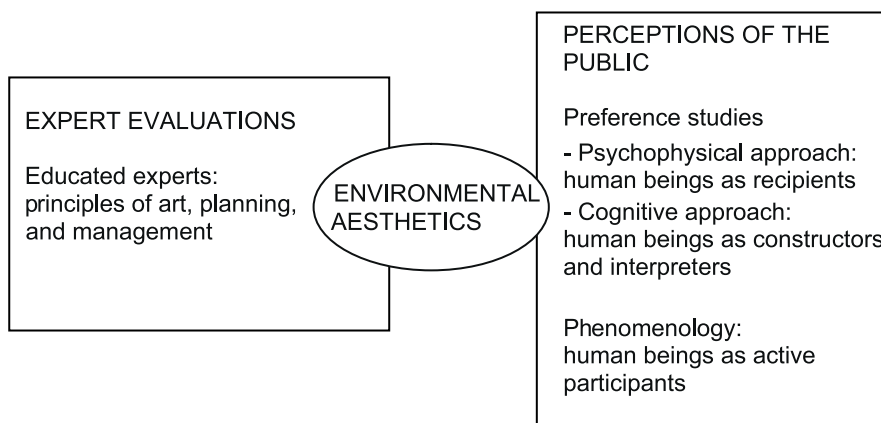 EXPERT EVALUATIONS
Educated experts:
principles of art, planning,
and management
ENVIRONMENTAL
AESTHETICS
PERCEPTIONS OF THE
PUBLIC
Preference studies
- Psychophysical approach:
human beings as recipients
- Cognitive approach:
human beings as constructors
and interpreters
Phenomenology:
human beings as active
participants